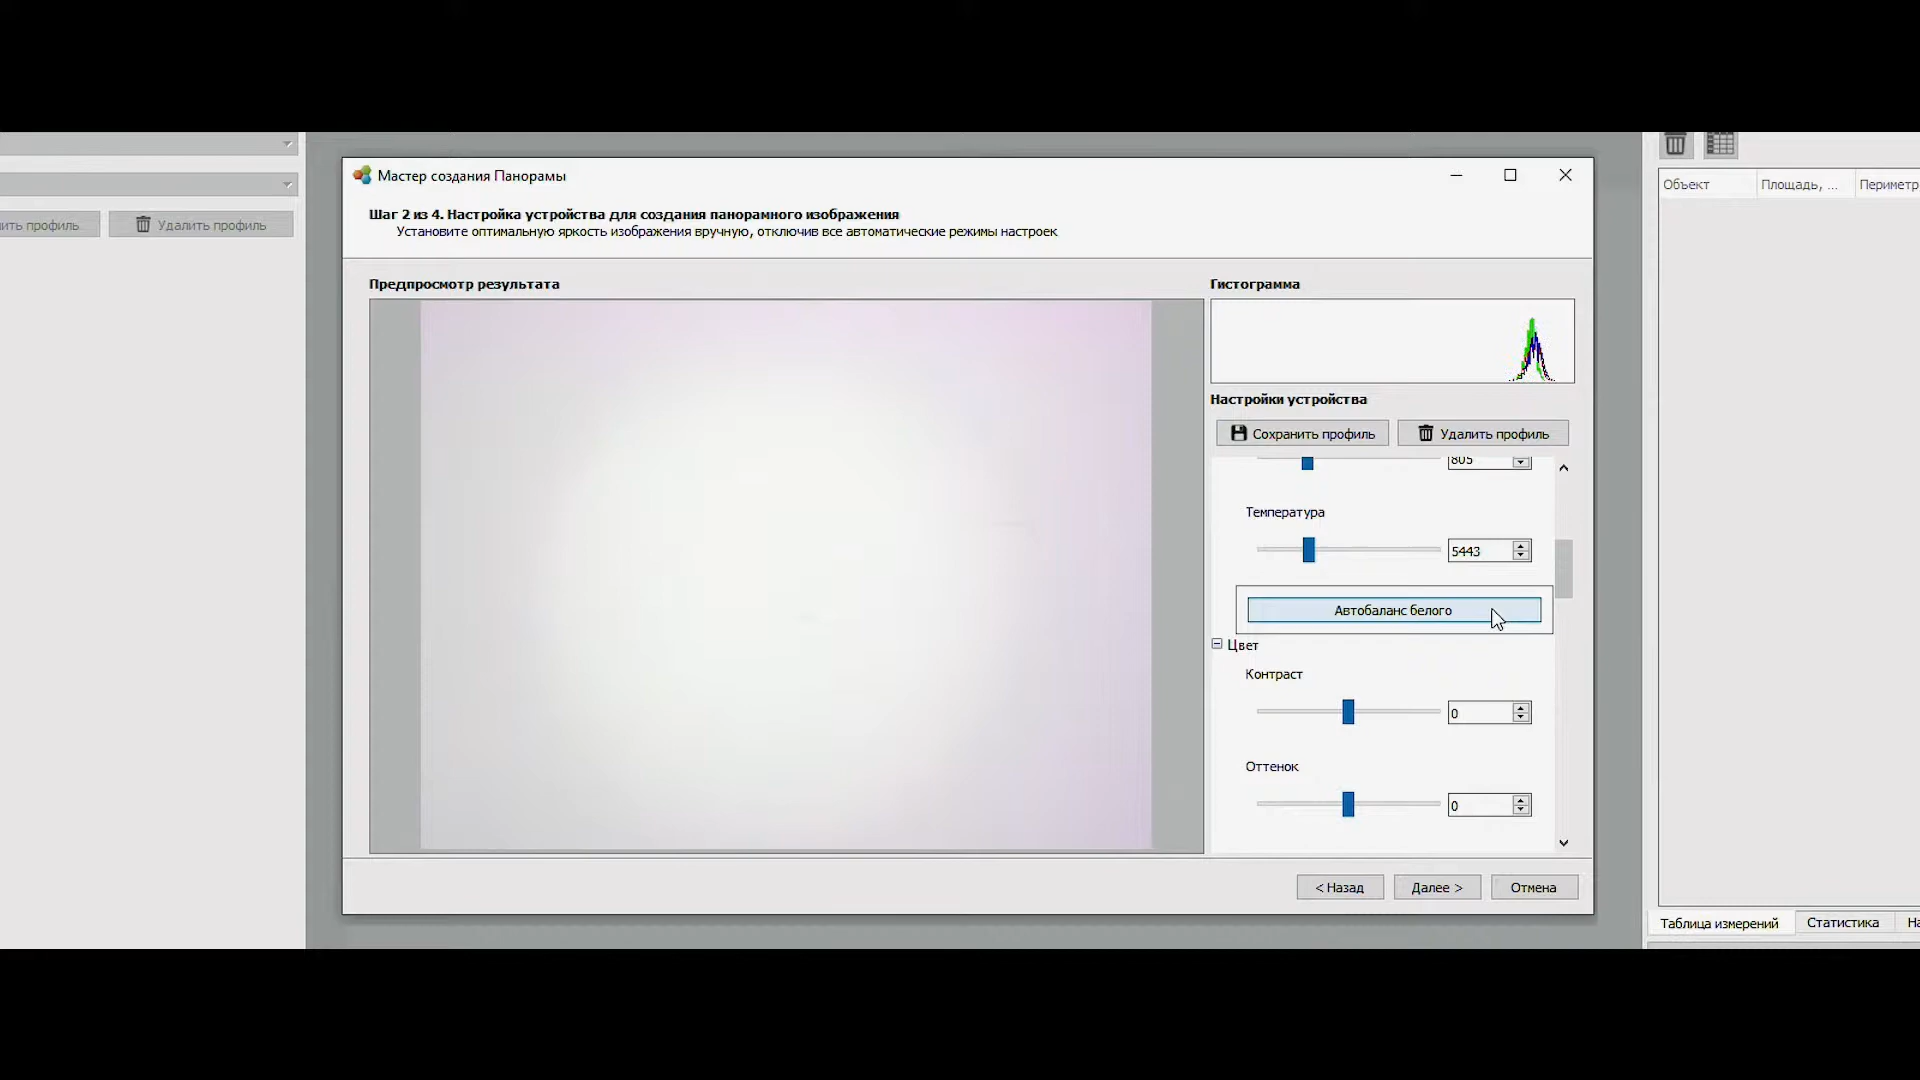 ить профиль
Удалить профиль
Мастер создания Панорамы
Шаг 2 из 4. Настройка устройства для создания панорамного изображения
Установите оптимальную яркость изображения вручную, отключив все автоматические режимы настроек
Предпросмотр результата
Гистограмма
Настройки устройства
Сохранить профиль
Удалить профиль
805
Температура
5443
Автобаланс белого
Цвет
Контраст
0
Оттенок
0
< Назад
Далее >
Отмена
Объект
Площадь, ...
Периметр
Таблица измерений
Статистика
На